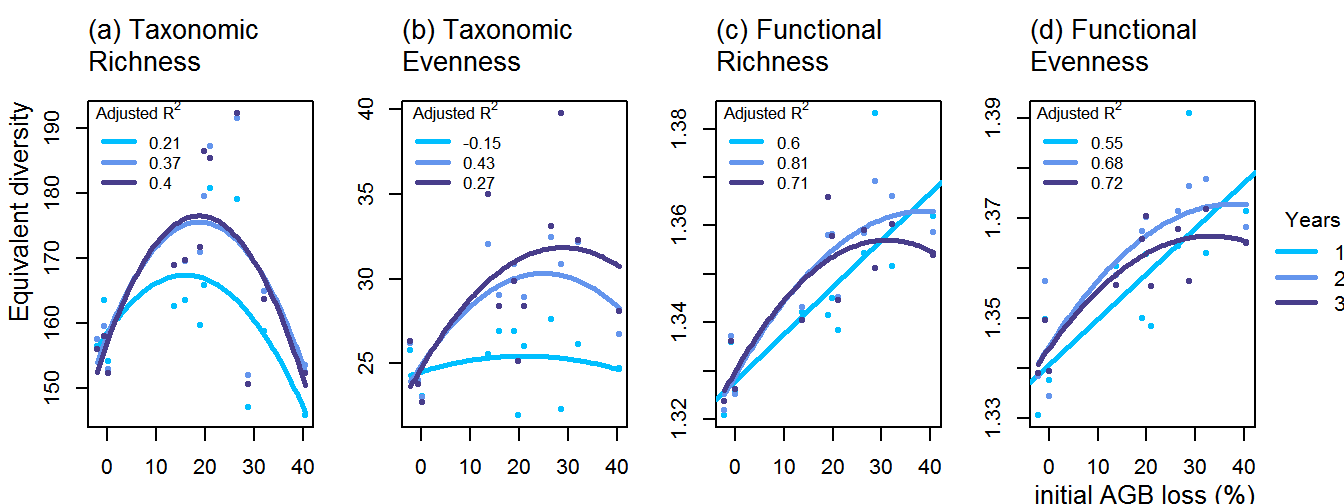 (a) Taxonomic
Richness
(b) Taxonomic
Evenness
(c) Functional
Richness
(d) Functional
Evenness
Equivalent diversity
Adjusted R²
0.21
0.37
0.4
150
160
170
180
190
0 10 20 30 40
Adjusted R²
-0.15
0.43
0.27
25
30
35
40
0 10 20 30 40
Adjusted R²
0.6
0.81
0.71
1.32
1.34
1.36
1.38
0 10 20 30 40
Adjusted R²
0.55
0.68
0.72
1.33
1.35
1.37
1.39
0 10 20 30 40
initial AGB loss (%)
Years
1
2
3